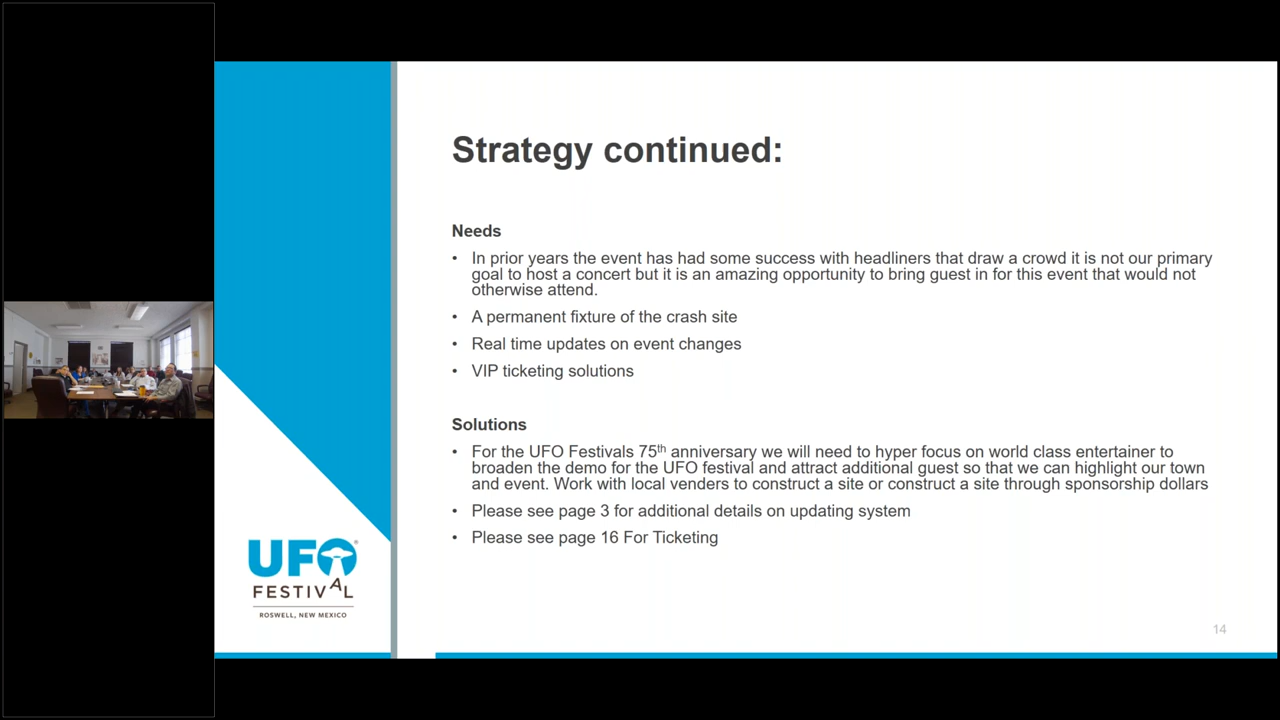 Strategy continued:
Needs
• In prior years the event has had some success with headliners that draw a crowd it is not our primary
goal to host a concert but it is an amazing opportunity to bring guest in for this event that would not
otherwise attend.
• A permanent fixture of the crash site
• Real time updates on event changes
• VIP ticketing solutions
Solutions
• For the UFO Festivals 75th anniversary we will need to hyper focus on world class entertainer to
broaden the demo for the UFO festival and attract additional guest so that we can highlight our town
and event. Work with local venders to construct a site or construct a site through sponsorship dollars
• Please see page 3 for additional details on updating system
• Please see page 16 For Ticketing
UFO®
FESTIVAL
ROSWELL, NEW MEXICO
14